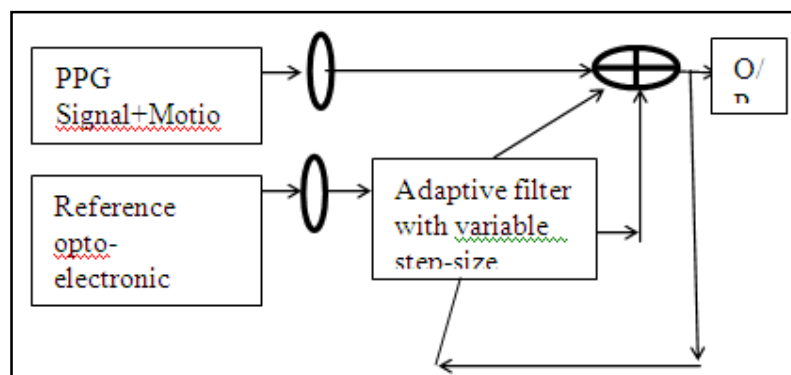 PPG
Signal+Motio
O/
Reference
opto-
electronic
Adaptive filter
with variable
step-size